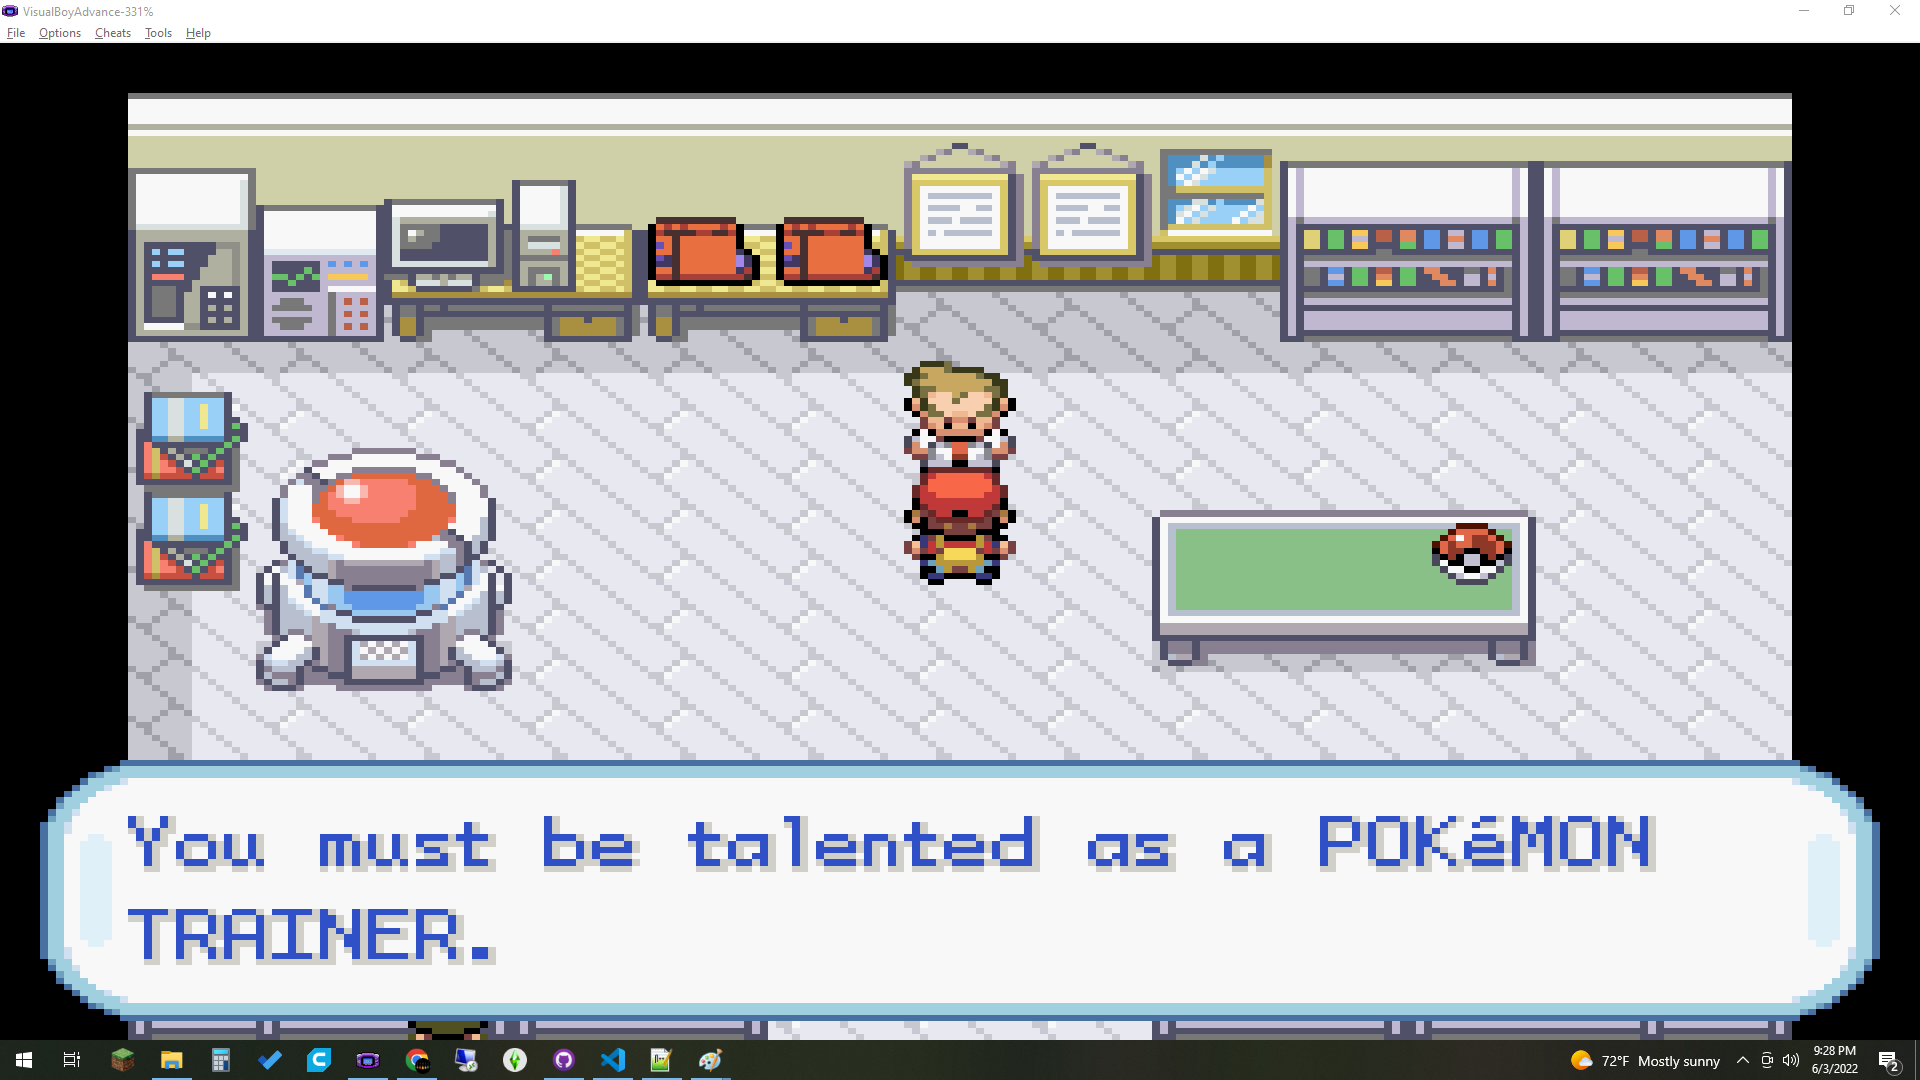 VisualBoyAdvance-331%
File Options Cheats Tools Help
You must be talented as a POKéMON
TRAINER.
72°F Mostly sunny
9:28 PM
6/3/2022
2